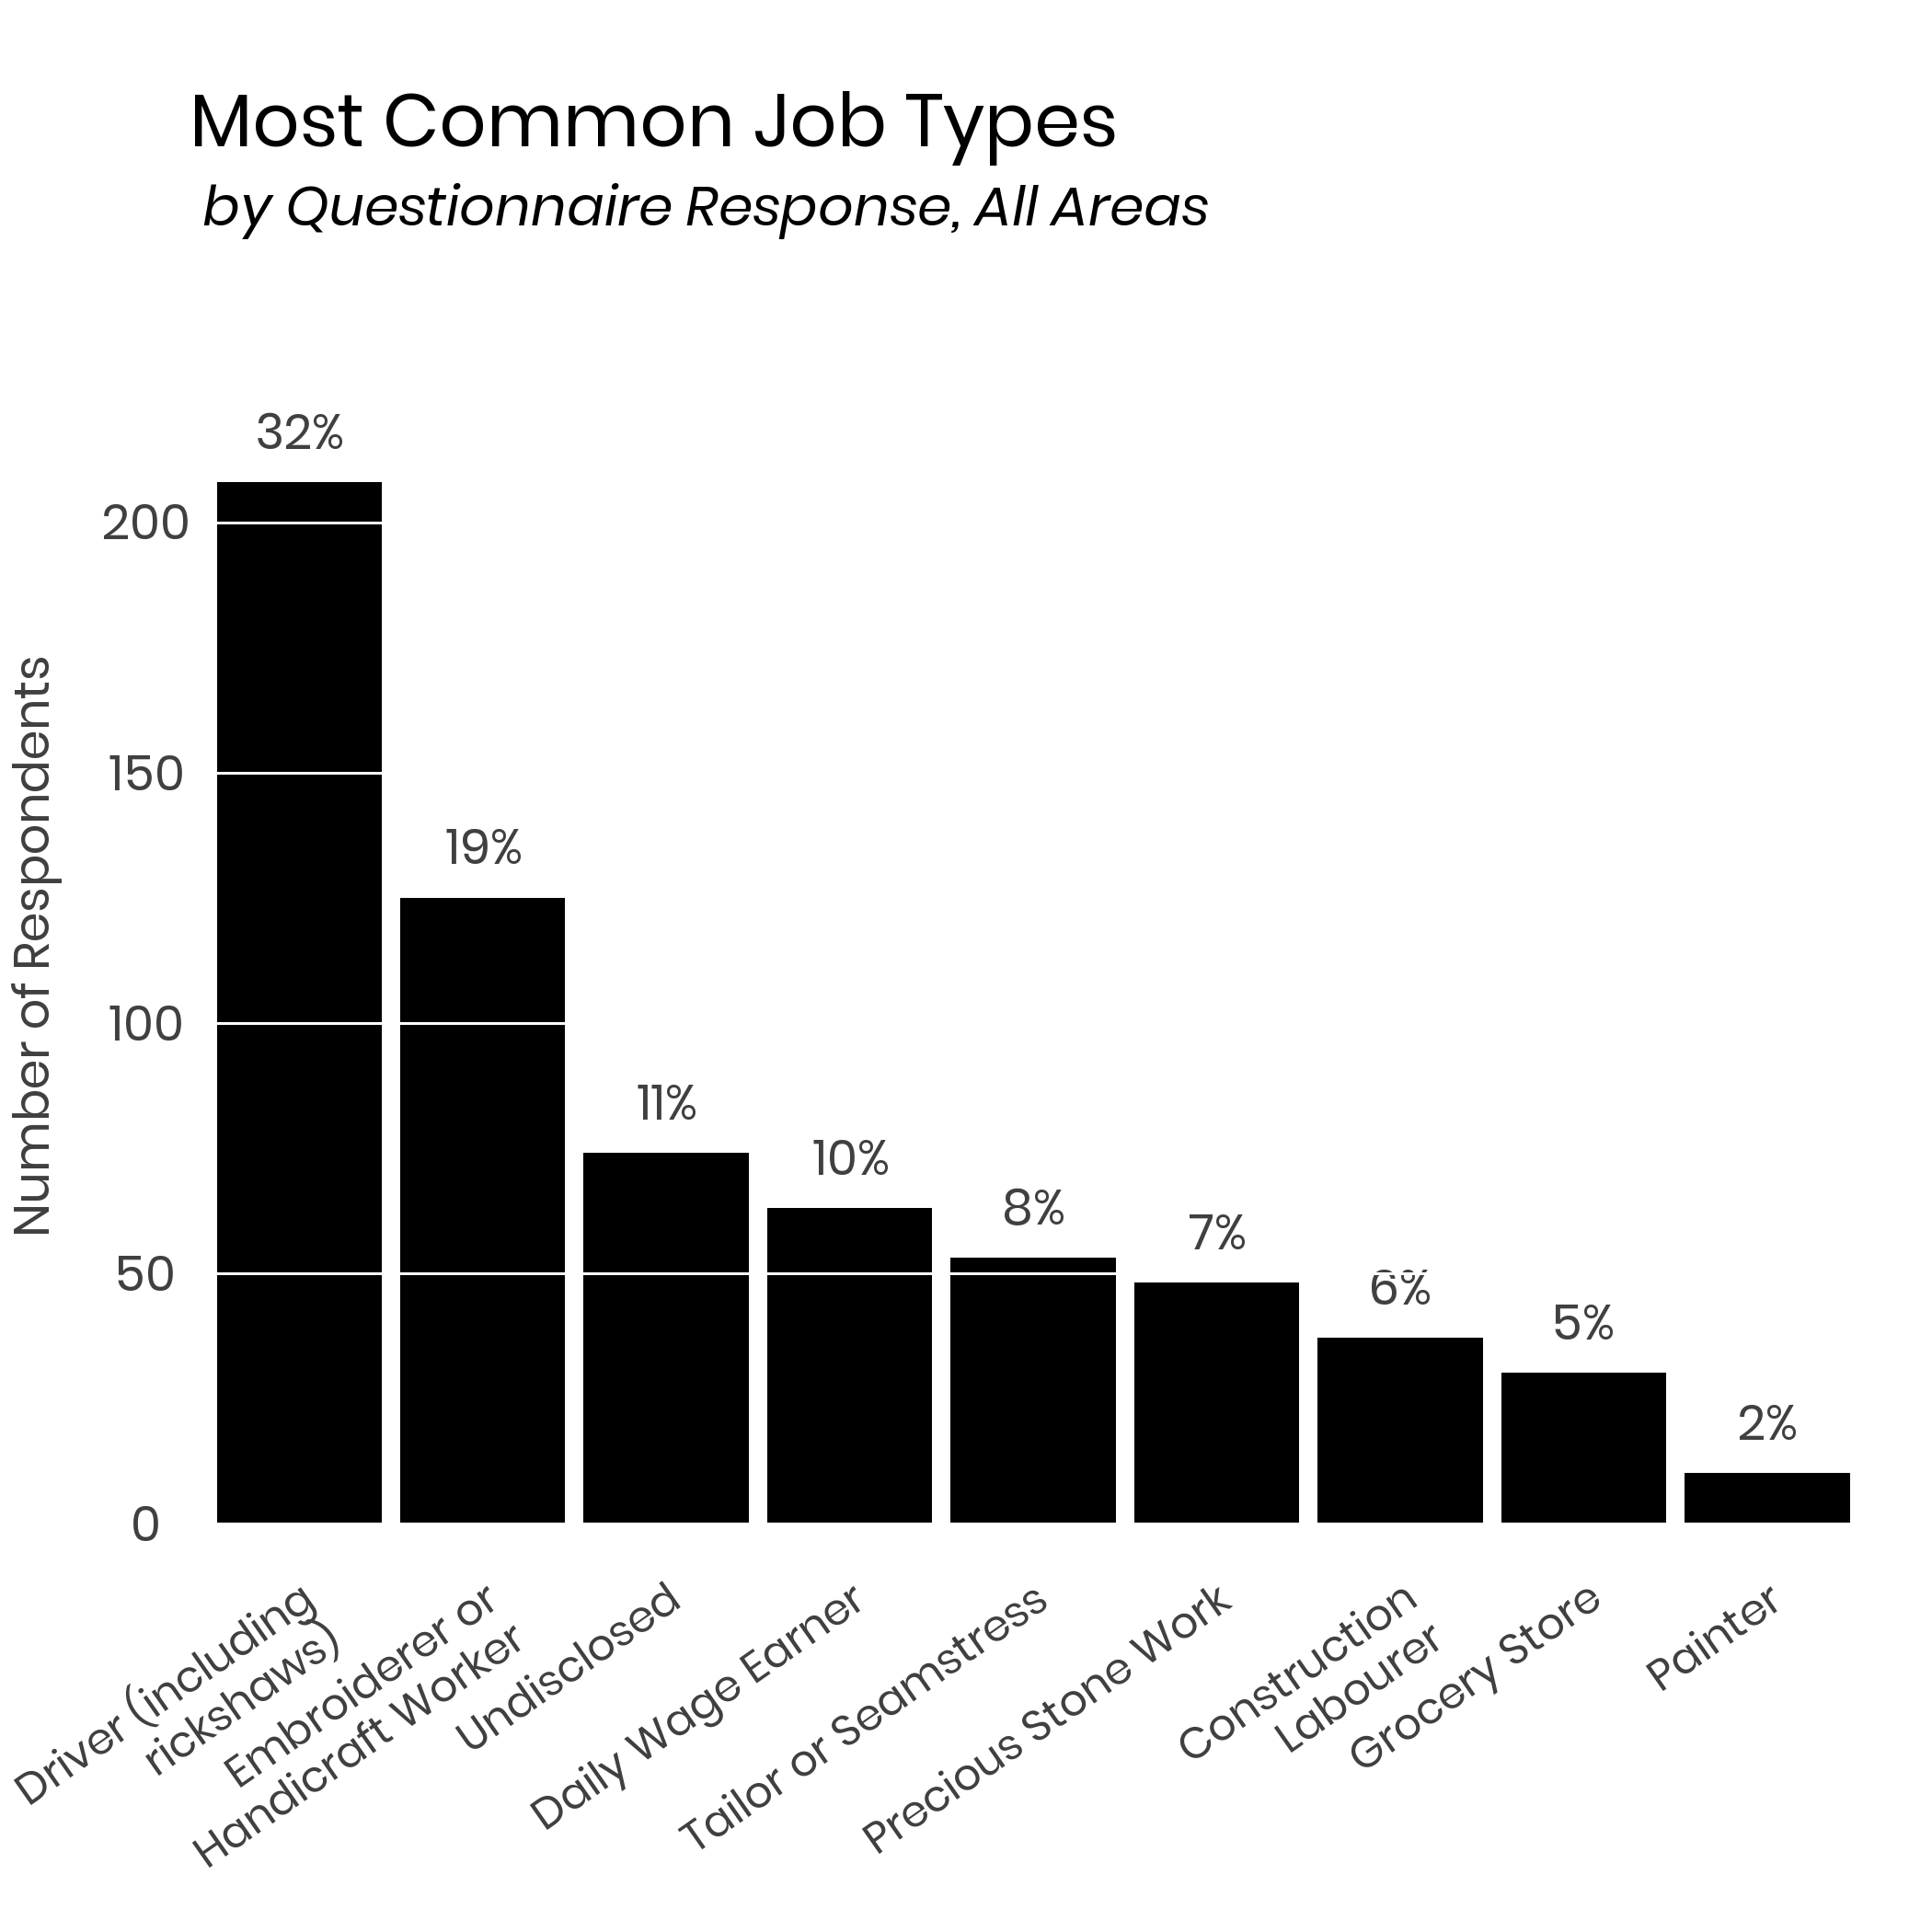 Most Common Job Types
by Questionnaire Response, All Areas
Number of Respondents
200
150
100
50
0
32%
19%
11%
10%
8%
7%
6%
5%
2%
Driver (including
rickshaws)
Embroiderer or
Handicraft Worker
Undisclosed
Daily Wage Earner
Tailor or Seamstress
Precious Stone Work
Construction
Labourer
Grocery Store
Painter